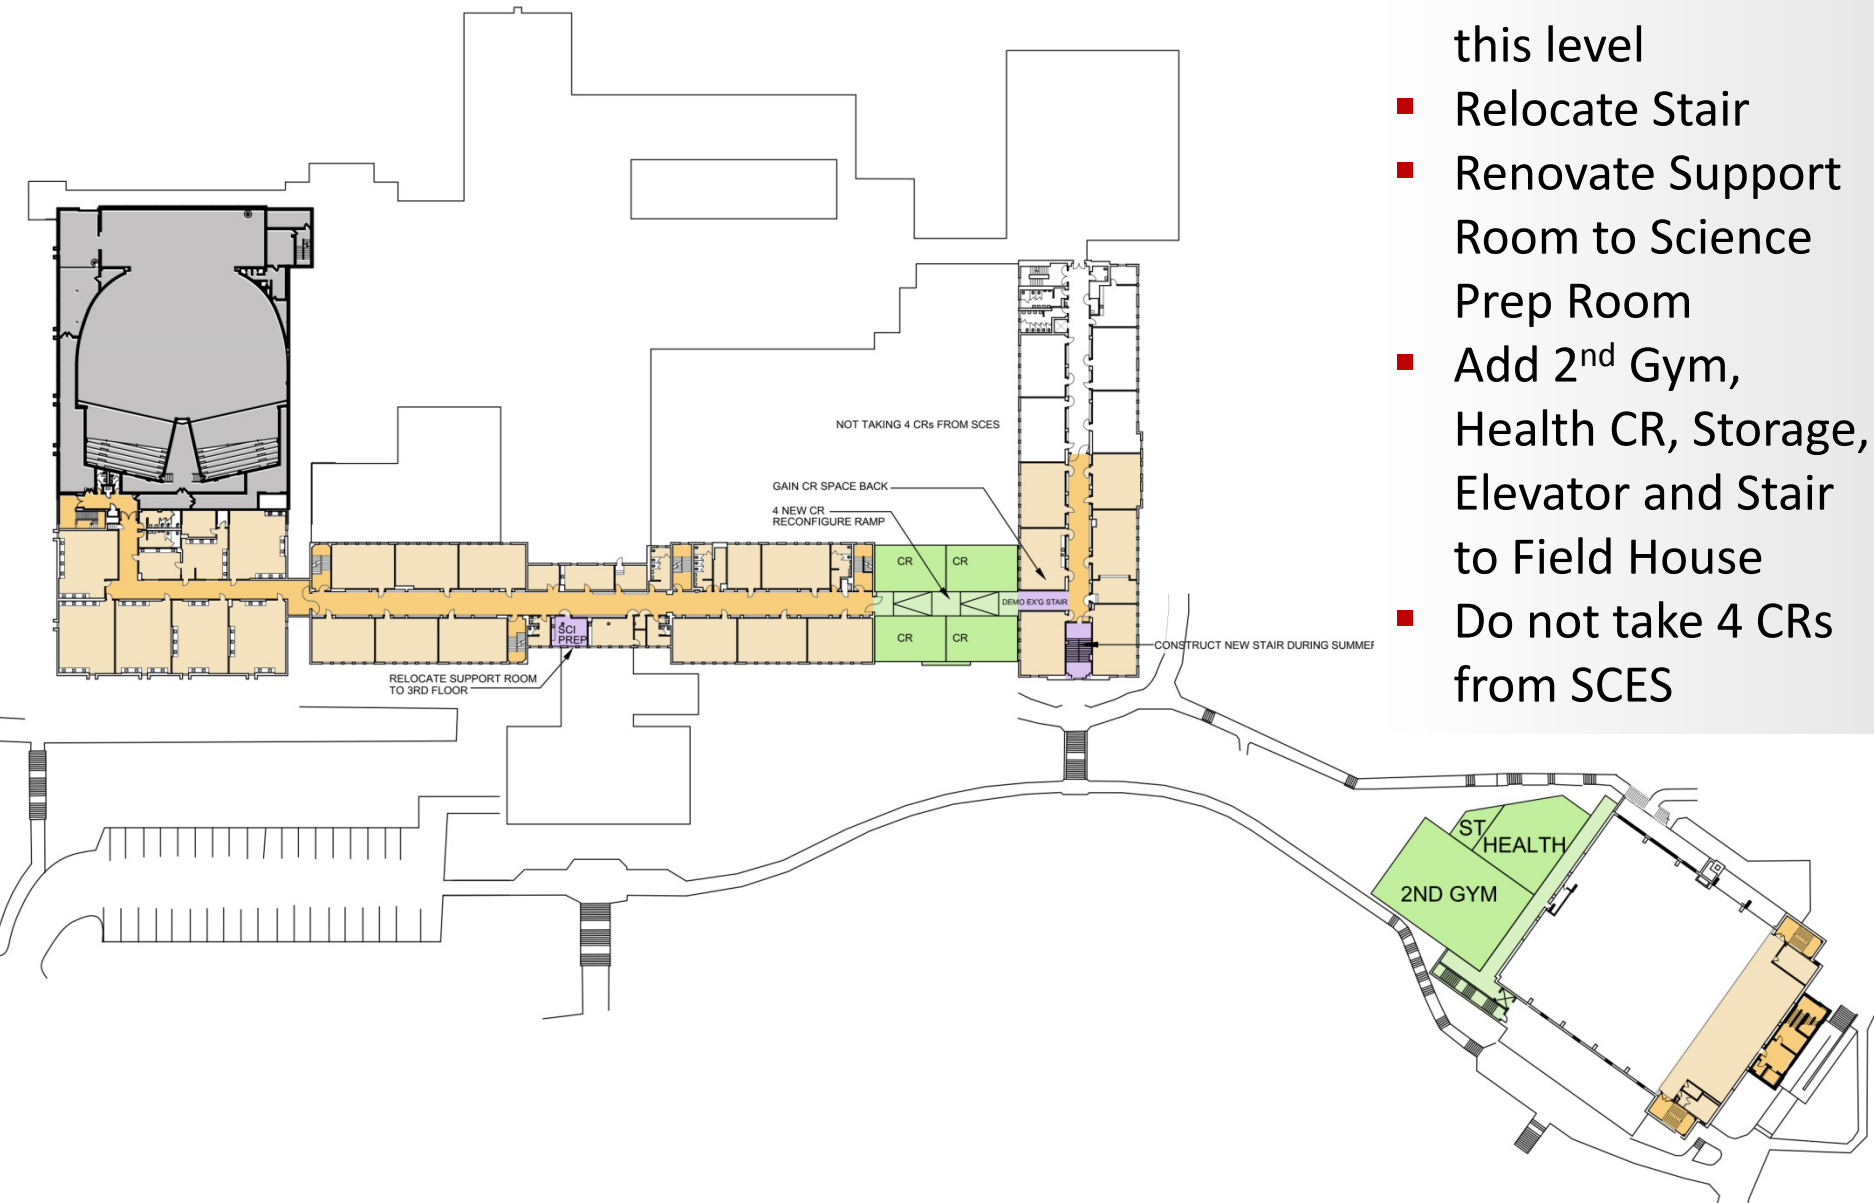 this level
Relocate Stair
Renovate Support
Room to Science
Prep Room
Add 2nd Gym,
Health CR, Storage,
Elevator and Stair
to Field House
Do not take 4 CRs
from SCES
NOT TAKING 4 CRs FROM SCES
GAIN CR SPACE BACK
4 NEW CR
RECONFIGURE RAMP
CR
CR
DEMO EX'G STAIR
CR
CR
SCI
PREP
CONSTRUCT NEW STAIR DURING SUMMER
RELOCATE SUPPORT ROOM
TO 3RD FLOOR
ST
HEALTH
2ND GYM